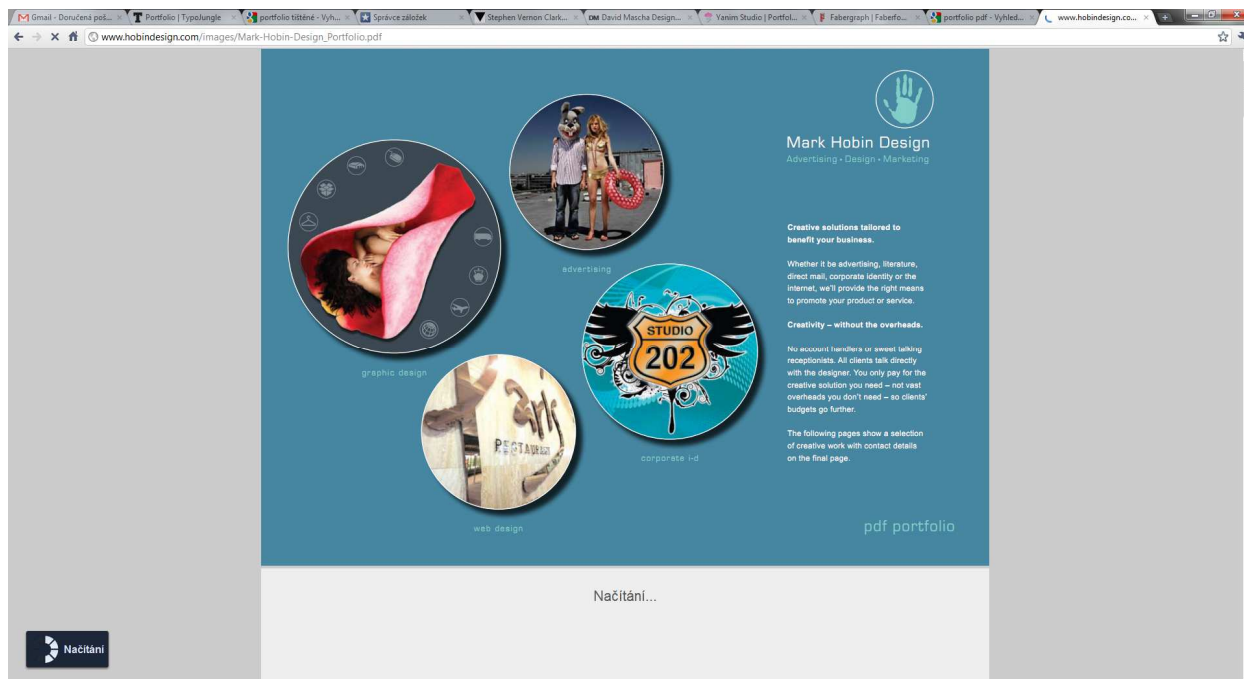 Gmail - Doručená poš...
Portfolio | TypoJungle
portfolio tištěné - Vyh...
Správce záložek
Stephen Vernon Clark...
DM David Mascha Design...
Yanim Studio | Portfol...
Fabergraph | Faberfo...
portfolio pdf - Vyhled...
www.hobindesign.co...
www.hobindesign.com/images/Mark-Hobin-Design_Portfolio.pdf
Mark Hobin Design
Advertising • Design • Marketing
advertising
graphic design
STUDIO
202
corporate i-d
Paris
RESTAURANT
web design
Creative solutions tailored to
benefit your business.
Whether it be advertising, literature,
direct mail, corporate identity or the
internet, we'll provide the right means
to promote your product or service.
Creativity – without the overheads.
No account handlers or sweet talking
receptionists. All clients talk directly
with the designer. You only pay for the
creative solution you need – not vast
overheads you don't need – so clients'
budgets go further.
The following pages show a selection
of creative work with contact details
on the final page.
pdf portfolio
Načítání...
Načítání